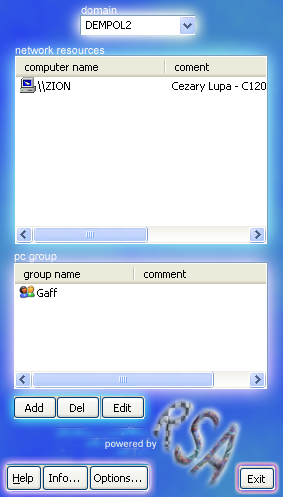 domain
DEMPOL2
network resources
computer name coment
\\ZION Cezary Lupa - C120
pc group
group name comment
Gaff
Add Del Edit
powered by RSA
Help Info... Options... Exit